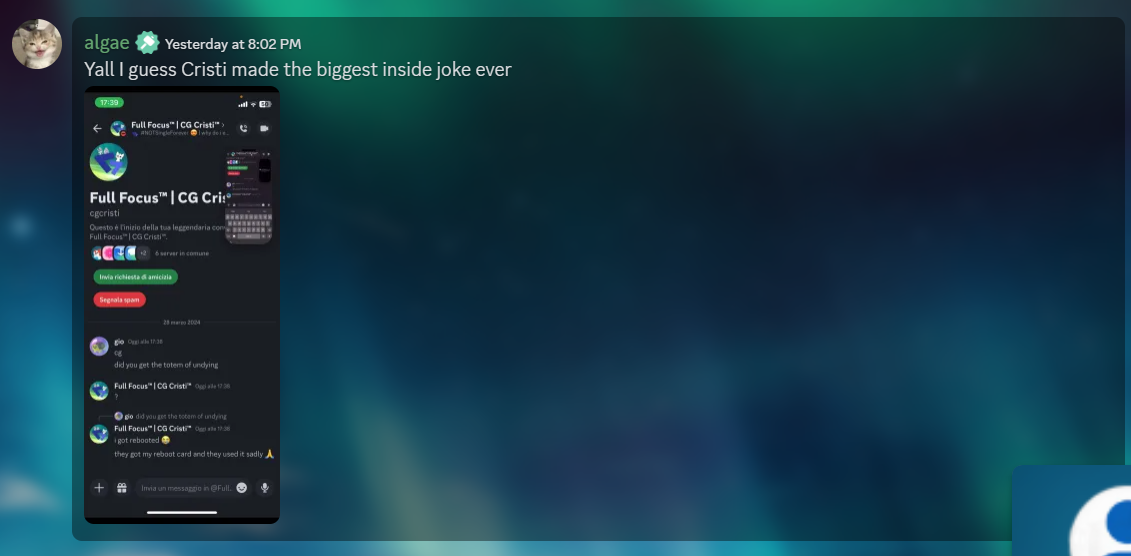 algae Yesterday at 8:02 PM
Yall I guess Cristi made the biggest inside joke ever
17:39
Full Focus™ | CG Cristi™ ›
Full Focus™ | CG Cris
cgcristi
Questo è l'inizio della tua leggendaria con
Full Focus™ | CG Cristi™.
+2 6 server in comune
Invia richiesta di amicizia
Segnala spam
28 marzo 2024
gio Oggi alle 17:38
cg
did you get the totem of undying
Full Focus™ | CG Cristi™ Oggi alle 17:38
?
gio did you get the totem of undying
Full Focus™ | CG Cristi™ Oggi alle 17:38
i got rebooted 😭
they got my reboot card and they used it sadly 🙏
Invia un messaggio in @Full...